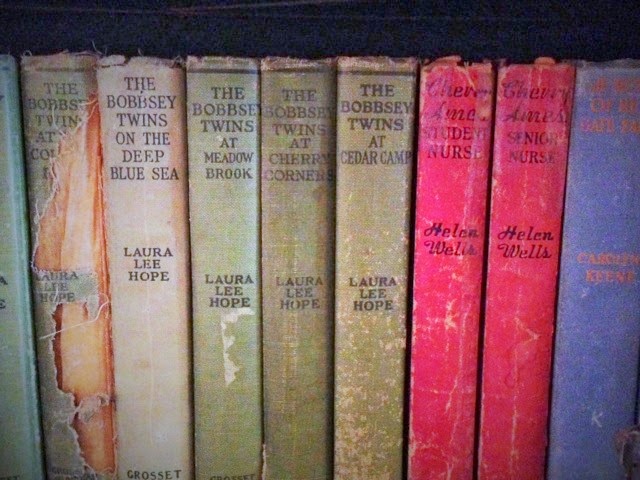 THE
BOBBSEY
TWINS
AT
LAURA
LEE
HOPE
THE
BOBBSEY
TWINS
ON THE
DEEP
BLUE SEA
LAURA
LEE
HOPE
GROSSET
THE
BOBBSEY
TWINS
AT
MEADOW
BROOK
LAURA
LEE
HOPE
GROSSET
THE
BOBBSEY
TWINS
AT
CHERRY
CORNERS
LAURA
LEE
HOPE
THE
BOBBSEY
TWINS
AT
CEDAR CAMP
LAURA
LEE
HOPE
Cherry
Ames
STUDENT
NURSE
Helen
Wells
Cherry
Ames
SENIOR
NURSE
Helen
Wells
CAROLYN
KEENE